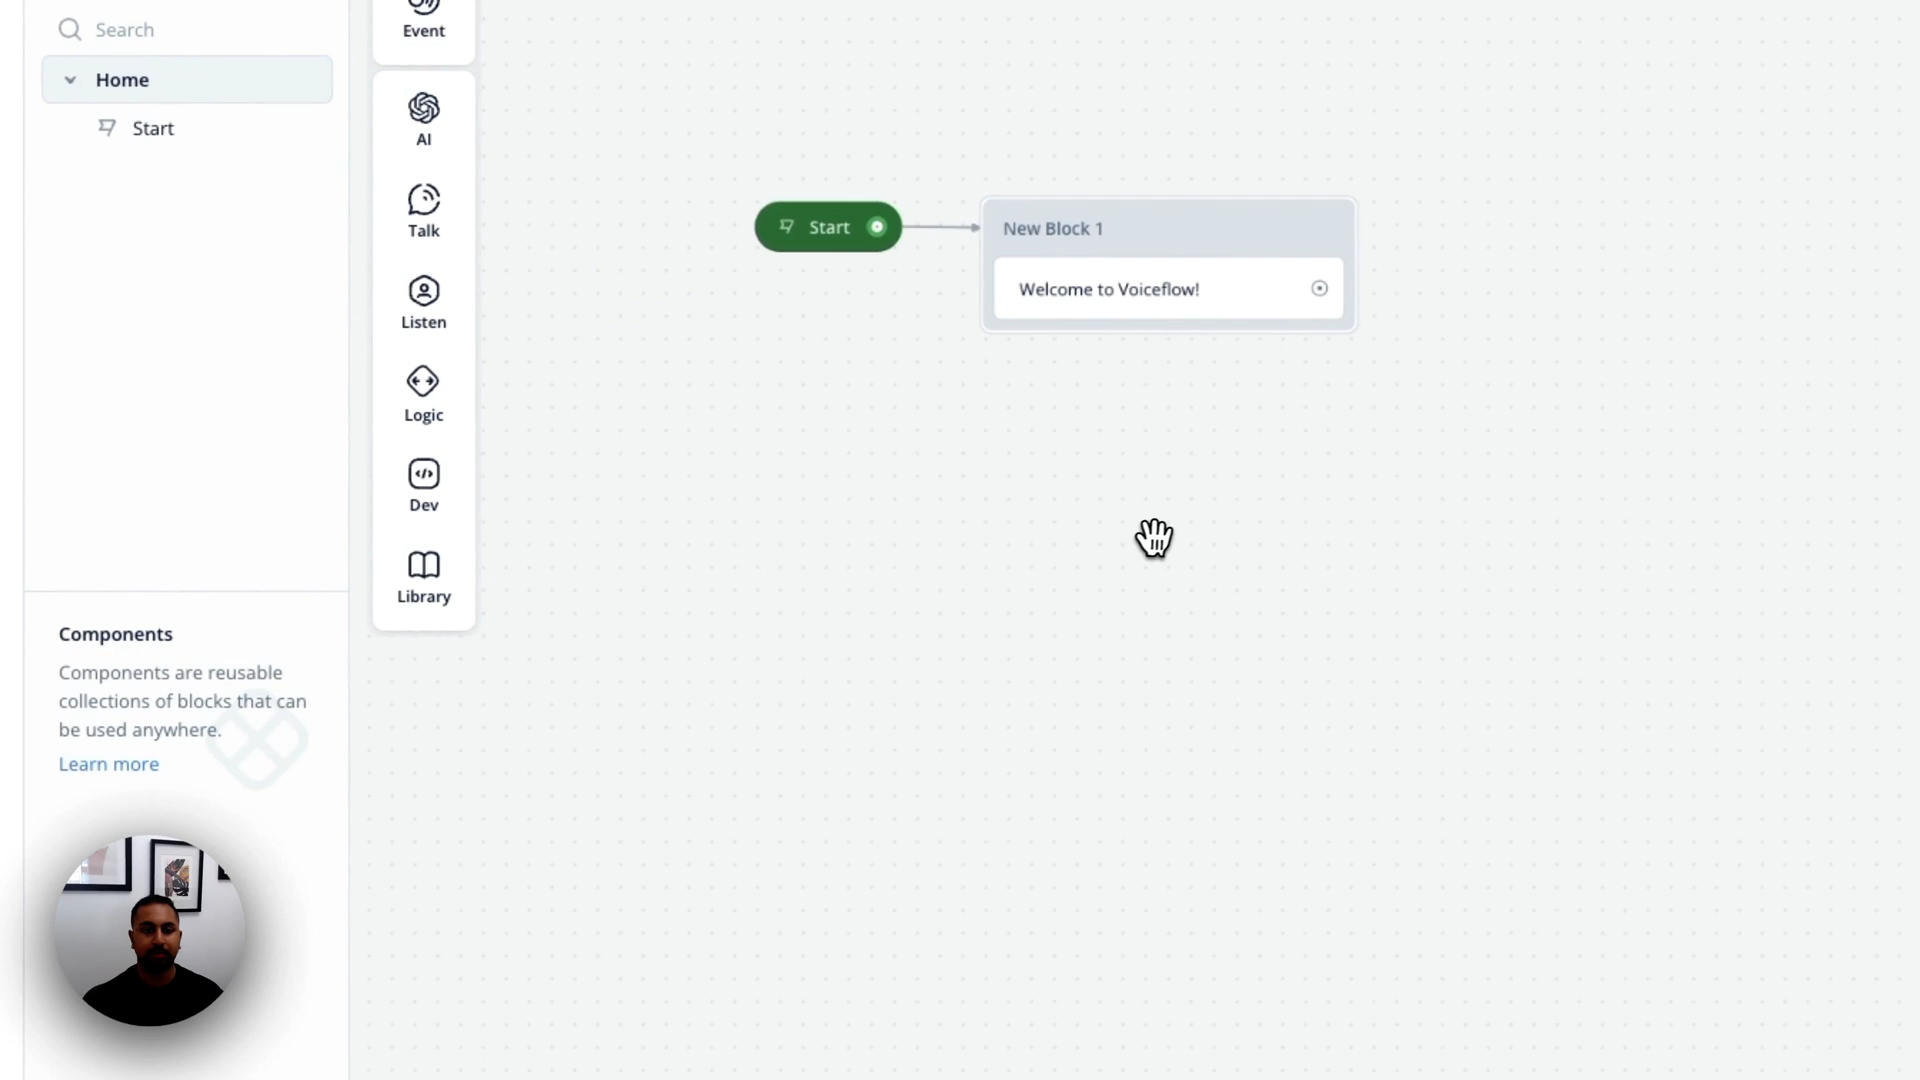 Search
Home
Start
Components
Components are reusable
collections of blocks that can
be used anywhere.
Learn more
Event
AI
Talk
Listen
Logic
Dev
Library
Start
New Block 1
Welcome to Voiceflow!